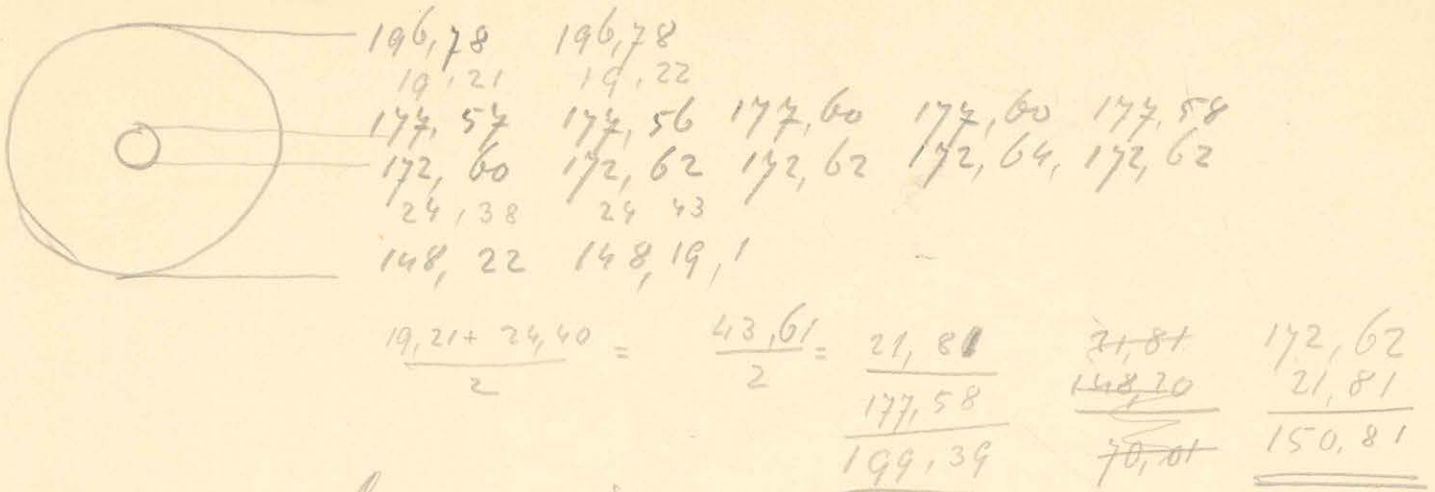 196,78 196,78
19,21 19,22
177,57 177,56 177,60 177,60 177,58
172,60 172,62 172,62 172,64, 172,62
24,38 24 43
148,22 148,19,1
19,21 + 24,40 = 43,61 = 21,81 21,81 172,62
2 2 177,58 148,20 21,81
199,39 70,01 150,81